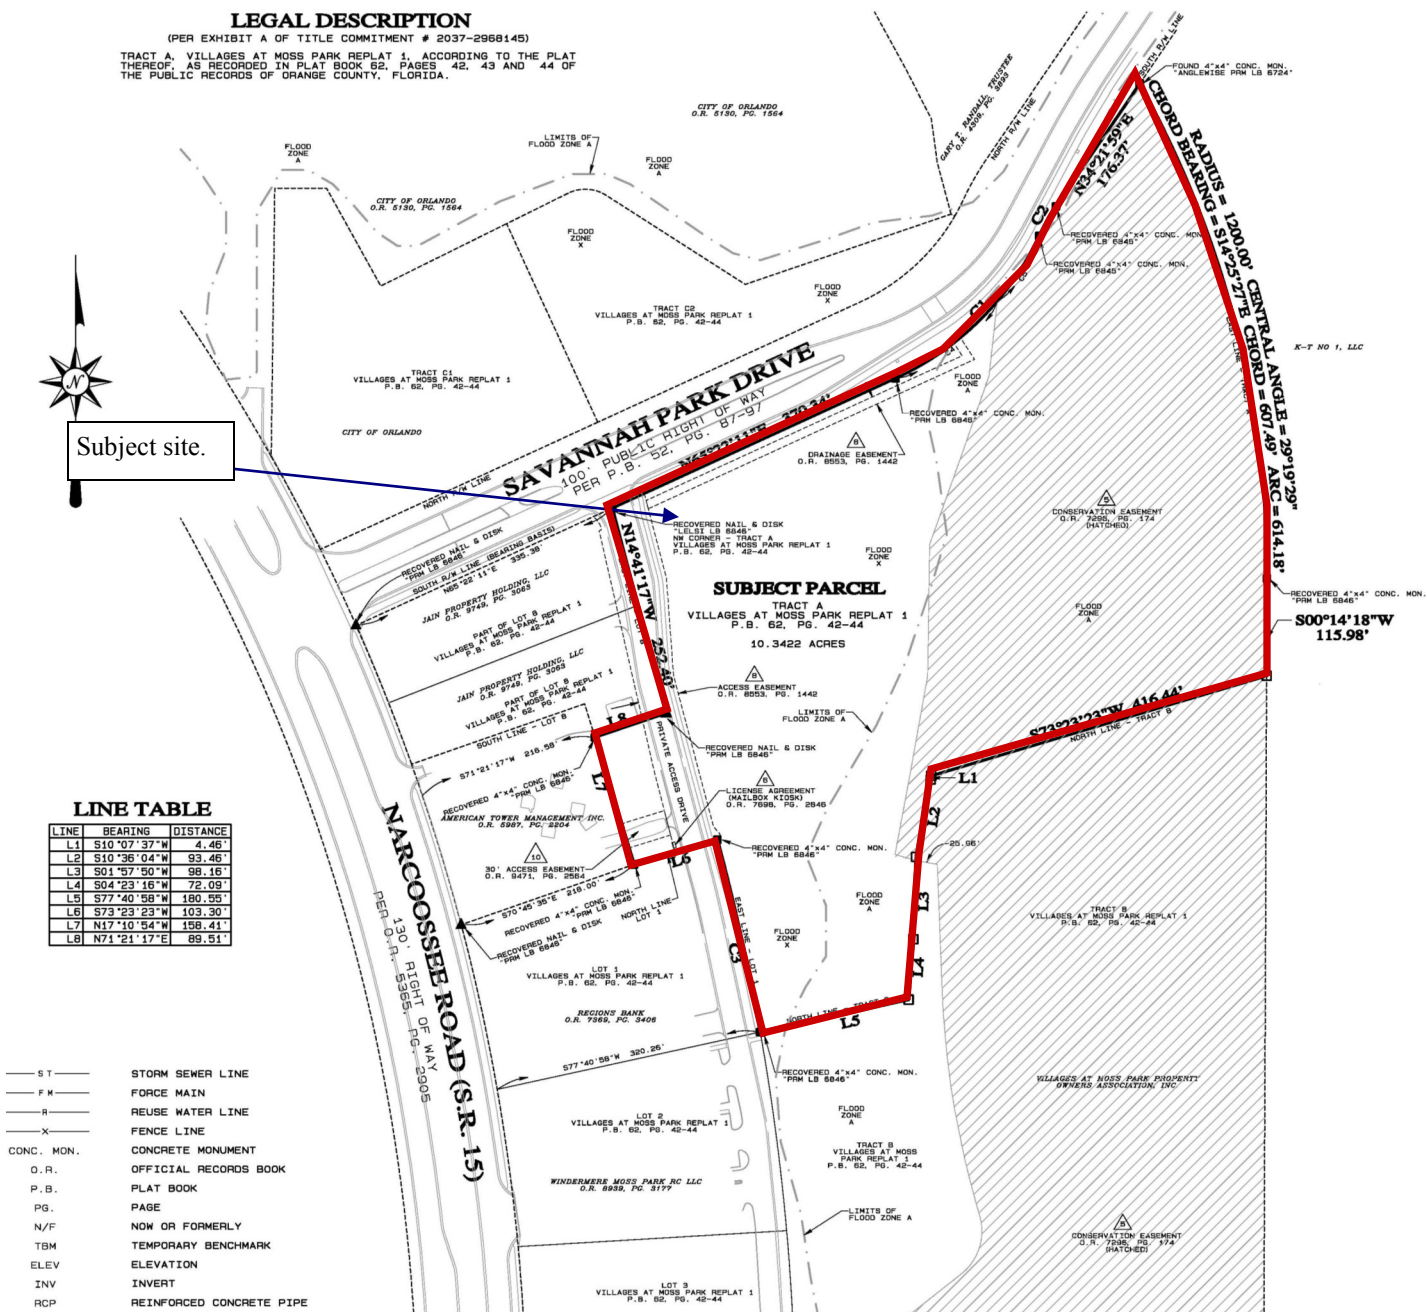 LEGAL DESCRIPTION
(PER EXHIBIT A OF TITLE COMMITMENT # 2037-2968145)
TRACT A, VILLAGES AT MOSS PARK REPLAT 1, ACCORDING TO THE PLAT
THEREOF, AS RECORDED IN PLAT BOOK 62, PAGES 42, 43 AND 44 OF
THE PUBLIC RECORDS OF ORANGE COUNTY, FLORIDA.
SOUTH R/W LINE
FOUND 4"x4" CONC. MON.
"ANGLEWISE PRM LB 6724"
CITY OF ORLANDO
O.R. 5130, PG. 1564
GARY T. RANDALL, TRUSTEE
O.R. 4309, PG. 3893
NORTH R/W LINE
LIMITS OF
FLOOD ZONE A
FLOOD
ZONE
A
FLOOD
ZONE
A
CITY OF ORLANDO
O.R. 5130, PG. 1564
FLOOD
ZONE
X
N34°21'59"E
176.37'
RADIUS = 1200.00' CENTRAL ANGLE = 29°19'29"
CHORD BEARING = S14°25'27"E CHORD = 607.49' ARC = 614.18'
C2
RECOVERED 4"x4" CONC. MON.
"PRM LB 6846"
RECOVERED 4"x4" CONC. MON.
"PRM LB 6846"
FLOOD
ZONE
X
TRACT C2
VILLAGES AT MOSS PARK REPLAT 1
P.B. 62, PG. 42-44
C1
K-T NO 1, LLC
TRACT C1
VILLAGES AT MOSS PARK REPLAT 1
P.B. 62, PG. 42-44
N
FLOOD
ZONE
A
CITY OF ORLANDO
SAVANNAH PARK DRIVE
100' PUBLIC RIGHT OF WAY
PER P.B. 52, PG. 87-97
N65°22'11"E 379.34'
RECOVERED 4"x4" CONC. MON.
"PRM LB 6846"
Subject site.
8
DRAINAGE EASEMENT
O.R. 8553, PG. 1442
NORTH R/W LINE
5
CONSERVATION EASEMENT
O.R. 7295, PG. 174
(HATCHED)
RECOVERED NAIL & DISK
"LELSI LB 6846"
NW CORNER - TRACT A
VILLAGES AT MOSS PARK REPLAT 1
P.B. 62, PG. 42-44
RECOVERED NAIL & DISK
"PRM LB 6846"
SOUTH R/W LINE (BEARING BASIS)
N65°22'11"E 335.38'
FLOOD
ZONE
X
N14°41'17"W 252.40'
SUBJECT PARCEL
TRACT A
VILLAGES AT MOSS PARK REPLAT 1
P.B. 62, PG. 42-44
10.3422 ACRES
FLOOD
ZONE
A
RECOVERED 4"x4" CONC. MON.
"PRM LB 6846"
S00°14'18"W
115.98'
JAIN PROPERTY HOLDING, LLC
O.R. 9749, PG. 3063
PART OF LOT B
VILLAGES AT MOSS PARK REPLAT 1
P.B. 62, PG. 42-44
JAIN PROPERTY HOLDING, LLC
O.R. 9749, PG. 3063
PART OF LOT B
VILLAGES AT MOSS PARK REPLAT 1
P.B. 62, PG. 42-44
8
ACCESS EASEMENT
O.R. 8553, PG. 1442
LIMITS OF
FLOOD ZONE A
S73°23'23"W 416.44'
NORTH LINE - TRACT B
L8
SOUTH LINE - LOT B
PRIVATE ACCESS DRIVE
RECOVERED NAIL & DISK
"PRM LB 6846"
S71°21'17"W 216.58'
RECOVERED 4"x4" CONC. MON.
"PRM LB 6846"
L7
6
LICENSE AGREEMENT
(MAILBOX KIOSK)
O.R. 7698, PG. 2846
L1
L2
AMERICAN TOWER MANAGEMENT INC.
O.R. 5987, PG. 2204
LINE TABLE
LINE BEARING DISTANCE
L1 S10°07'37"W 4.46'
L2 S10°36'04"W 93.46'
L3 S01°57'50"W 98.16'
L4 S04°23'16"W 72.09'
L5 S77°40'58"W 180.55'
L6 S73°23'23"W 103.30'
L7 N17°10'54"W 158.41'
L8 N71°21'17"E 89.51'
25.96'
RECOVERED 4"x4" CONC. MON.
"PRM LB 6846"
L6
10
30' ACCESS EASEMENT
O.R. 9471, PG. 2564
S70°45'35"E 218.00'
RECOVERED 4"x4" CONC. MON.
"PRM LB 6846"
NORTH LINE
LOT 1
RECOVERED NAIL & DISK
"PRM LB 6846"
FLOOD
ZONE
A
L3
TRACT B
VILLAGES AT MOSS PARK REPLAT 1
P.B. 62, PG. 42-44
EAST LINE - LOT 1
C3
FLOOD
ZONE
X
L4
LOT 1
VILLAGES AT MOSS PARK REPLAT 1
P.B. 62, PG. 42-44
REGIONS BANK
O.R. 7369, PG. 3406
L5
NARCOOSSEE ROAD (S.R. 15)
130' RIGHT OF WAY
PER O.R. 5365, PG. 2905
S77°40'58"W 320.26'
RECOVERED 4"x4" CONC. MON.
"PRM LB 6846"
VILLAGES AT MOSS PARK PROPERTY
OWNERS ASSOCIATION, INC
FLOOD
ZONE
A
LOT 2
VILLAGES AT MOSS PARK REPLAT 1
P.B. 62, PG. 42-44
TRACT B
VILLAGES AT MOSS
PARK REPLAT 1
P.B. 62, PG. 42-44
WINDERMERE MOSS PARK RC LLC
O.R. 8939, PG. 3177
LIMITS OF
FLOOD ZONE A
5
CONSERVATION EASEMENT
O.R. 7295, PG. 174
(HATCHED)
LOT 3
VILLAGES AT MOSS PARK REPLAT 1
P.B. 62, PG. 42-44
ST STORM SEWER LINE
FM FORCE MAIN
R REUSE WATER LINE
X FENCE LINE
CONC. MON. CONCRETE MONUMENT
O.R. OFFICIAL RECORDS BOOK
P.B. PLAT BOOK
PG. PAGE
N/F NOW OR FORMERLY
TBM TEMPORARY BENCHMARK
ELEV ELEVATION
INV INVERT
RCP REINFORCED CONCRETE PIPE